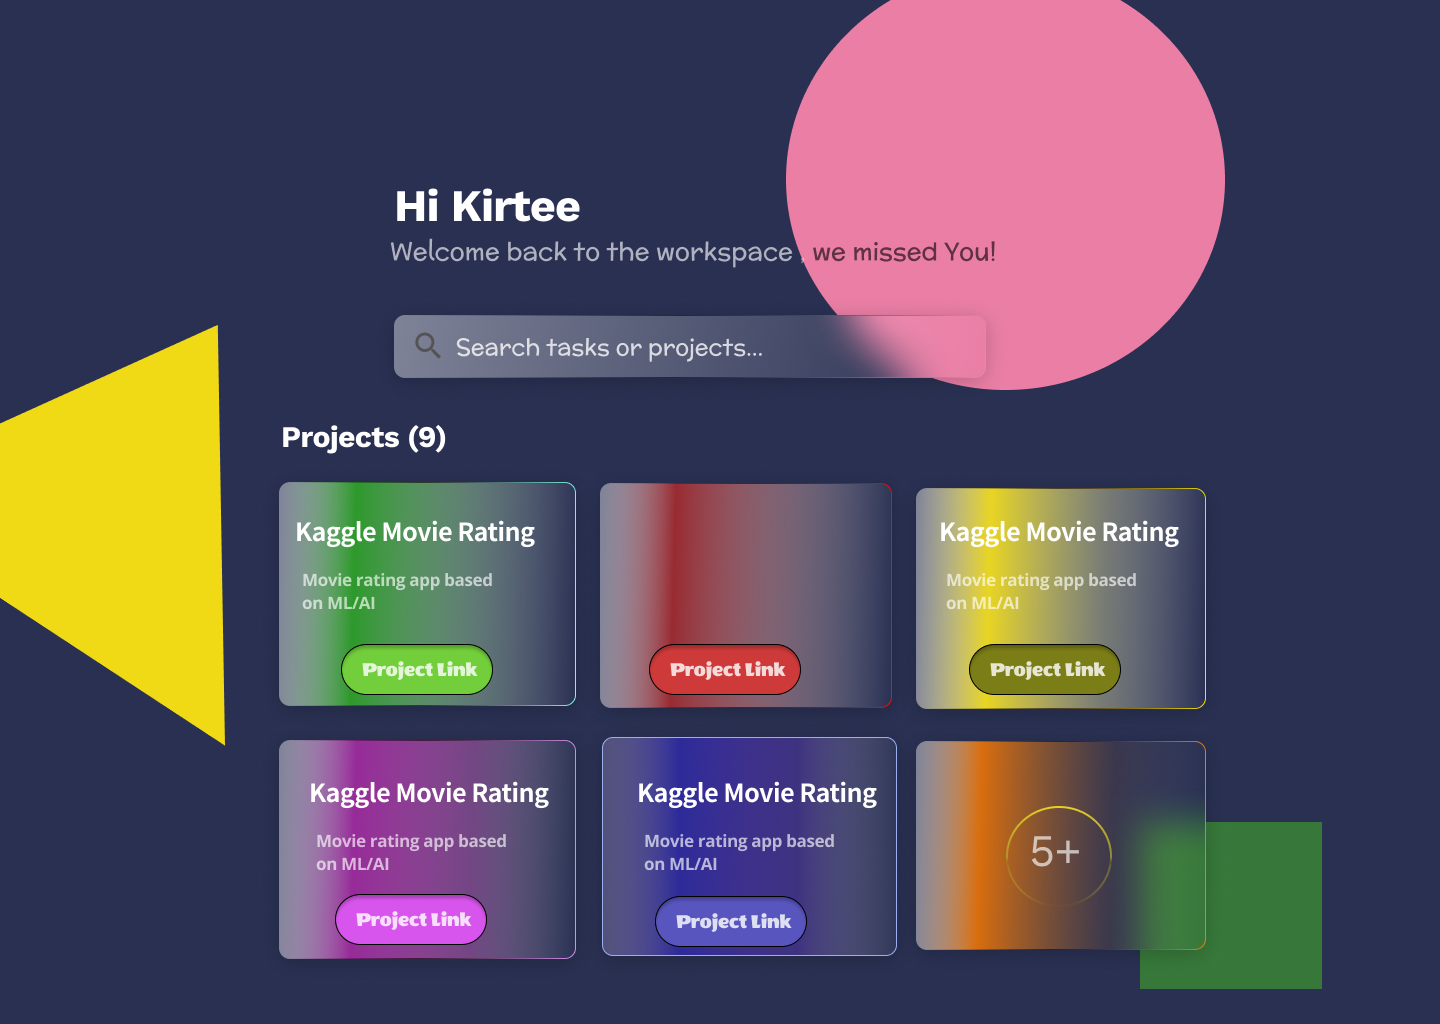 Hi Kirtee
Welcome back to the workspace , we missed You!
Search tasks or projects...
Projects (9)
Kaggle Movie Rating
Movie rating app based
on ML/AI
Project Link
Project Link
Kaggle Movie Rating
Movie rating app based
on ML/AI
Project Link
Kaggle Movie Rating
Movie rating app based
on ML/AI
Project Link
Kaggle Movie Rating
Movie rating app based
on ML/AI
Project Link
5+